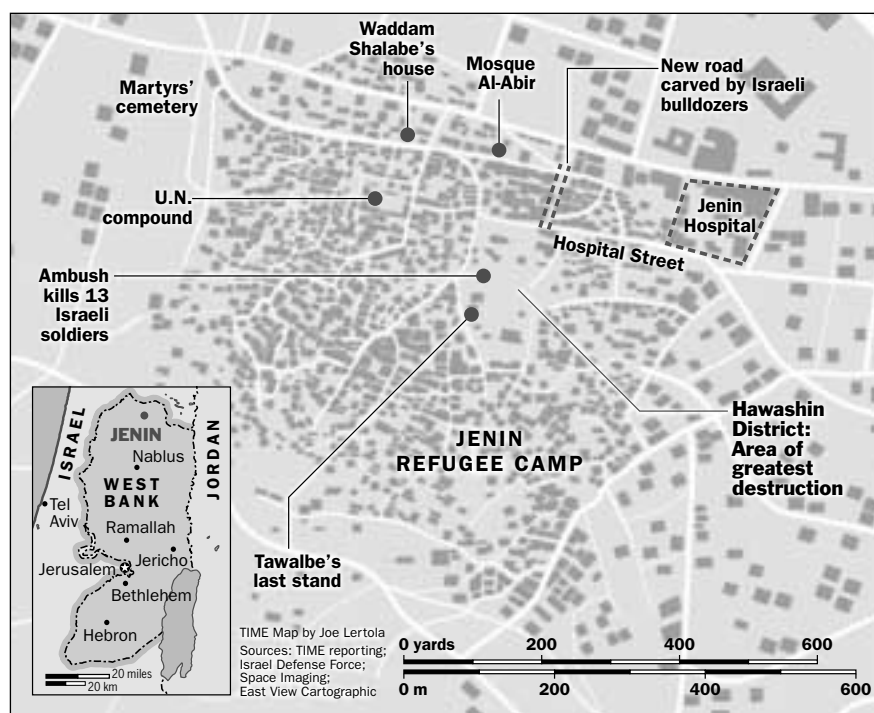 Waddam
Shalabe's
house
Mosque
Al-Abir
New road
carved by Israeli
bulldozers
Martyrs'
cemetery
U.N.
compound
Jenin
Hospital
Hospital Street
Ambush
kills 13
Israeli
soldiers
Hawashin
District:
Area of
greatest
destruction
JENIN
REFUGEE CAMP
Tawalbe's
last stand
ISRAEL
JENIN
JORDAN
Nablus
WEST
BANK
Tel
Aviv
Ramallah
Jericho
Jerusalem
Bethlehem
Hebron
20 miles
20 km
TIME Map by Joe Lertola
Sources: TIME reporting;
Israel Defense Force;
Space Imaging;
East View Cartographic
0 yards 200 400 600
0 m 200 400 600